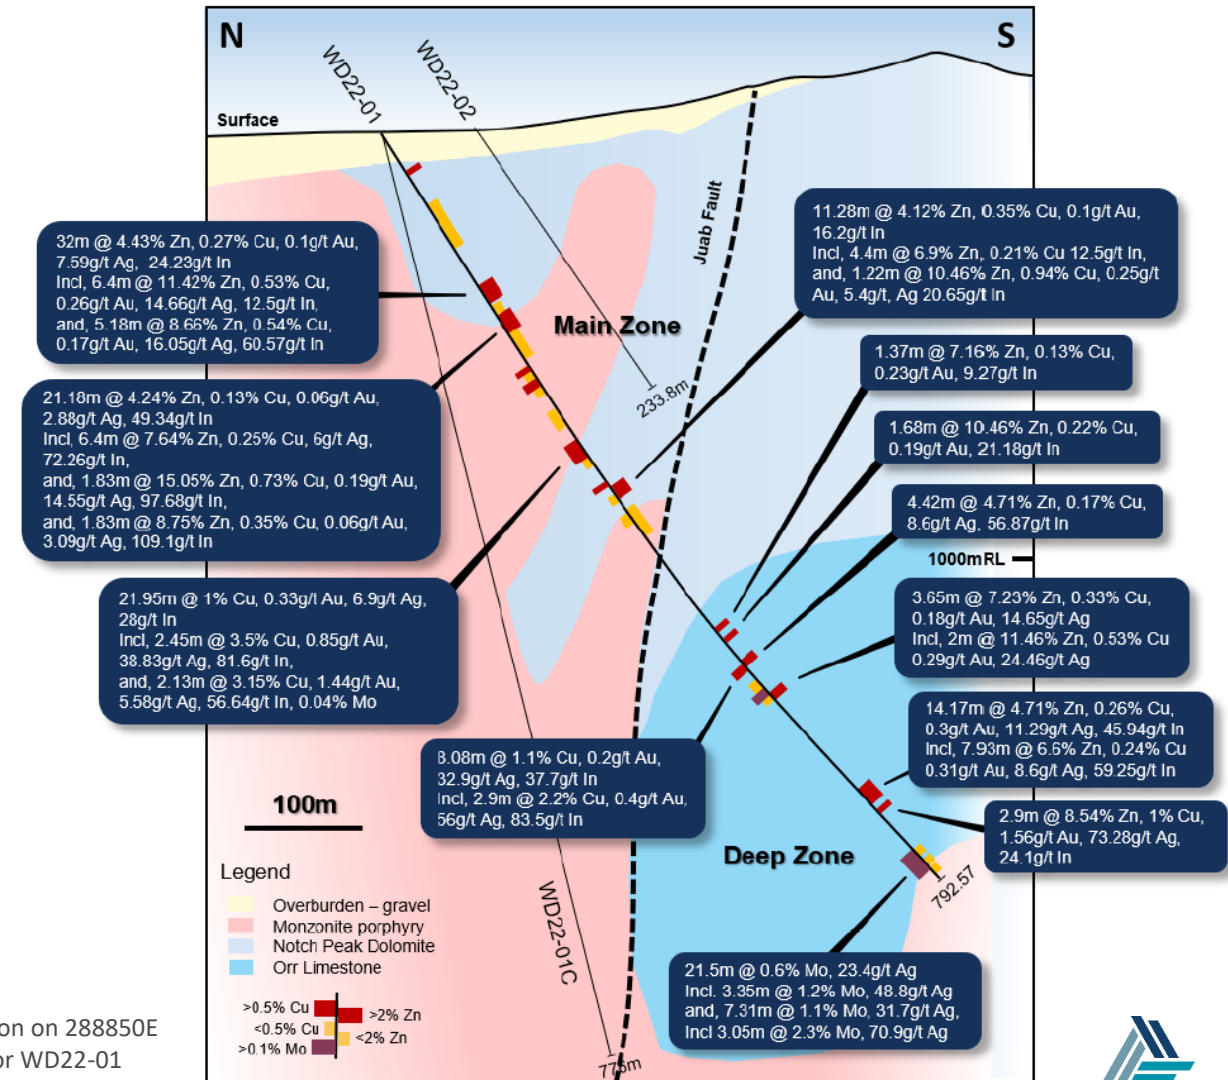 N
S
WD22-01
WD22-02
Surface
Juab Fault
32m @ 4.43% Zn, 0.27% Cu, 0.1g/t Au,
7.59g/t Ag, 24.23g/t In
Incl, 6.4m @ 11.42% Zn, 0.53% Cu,
0.26g/t Au, 14.66g/t Ag, 12.5g/t In,
and, 5.18m @ 8.66% Zn, 0.54% Cu,
0.17g/t Au, 16.05g/t Ag, 60.57g/t In
11.28m @ 4.12% Zn, 0.35% Cu, 0.1g/t Au,
16.2g/t In
Incl, 4.4m @ 6.9% Zn, 0.21% Cu 12.5g/t In,
and, 1.22m @ 10.46% Zn, 0.94% Cu, 0.25g/t
Au, 5.4g/t, Ag 20.65g/t In
Main Zone
233.8m
1.37m @ 7.16% Zn, 0.13% Cu,
0.23g/t Au, 9.27g/t In
21.18m @ 4.24% Zn, 0.13% Cu, 0.06g/t Au,
2.88g/t Ag, 49.34g/t In
Incl, 6.4m @ 7.64% Zn, 0.25% Cu, 6g/t Ag,
72.26g/t In,
and, 1.83m @ 15.05% Zn, 0.73% Cu, 0.19g/t Au,
14.55g/t Ag, 97.68g/t In,
and, 1.83m @ 8.75% Zn, 0.35% Cu, 0.06g/t Au,
3.09g/t Ag, 109.1g/t In
1.68m @ 10.46% Zn, 0.22% Cu,
0.19g/t Au, 21.18g/t In
4.42m @ 4.71% Zn, 0.17% Cu,
8.6g/t Ag, 56.87g/t In
1000mRL
21.95m @ 1% Cu, 0.33g/t Au, 6.9g/t Ag,
28g/t In
Incl, 2.45m @ 3.5% Cu, 0.85g/t Au,
38.83g/t Ag, 81.6g/t In,
and, 2.13m @ 3.15% Cu, 1.44g/t Au,
5.58g/t Ag, 56.64g/t In, 0.04% Mo
3.65m @ 7.23% Zn, 0.33% Cu,
0.18g/t Au, 14.65g/t Ag
Incl, 2m @ 11.46% Zn, 0.53% Cu
0.29g/t Au, 24.46g/t Ag
14.17m @ 4.71% Zn, 0.26% Cu,
0.3g/t Au, 11.29g/t Ag, 45.94g/t In
Incl, 7.93m @ 6.6% Zn, 0.24% Cu
0.31g/t Au, 8.6g/t Ag, 59.25g/t In
8.08m @ 1.1% Cu, 0.2g/t Au,
32.9g/t Ag, 37.7g/t In
Incl, 2.9m @ 2.2% Cu, 0.4g/t Au,
56g/t Ag, 83.5g/t In
2.9m @ 8.54% Zn, 1% Cu,
1.56g/t Au, 73.28g/t Ag,
24.1g/t In
100m
Deep Zone
792.57
WD22-01C
775m
21.5m @ 0.6% Mo, 23.4g/t Ag
Incl. 3.35m @ 1.2% Mo, 48.8g/t Ag
and, 7.31m @ 1.1% Mo, 31.7g/t Ag,
Incl 3.05m @ 2.3% Mo, 70.9g/t Ag
Legend
Overburden – gravel
Monzonite porphyry
Notch Peak Dolomite
Orr Limestone
>0.5% Cu
>2% Zn
<0.5% Cu
<2% Zn
>0.1% Mo
on on 288850E
or WD22-01